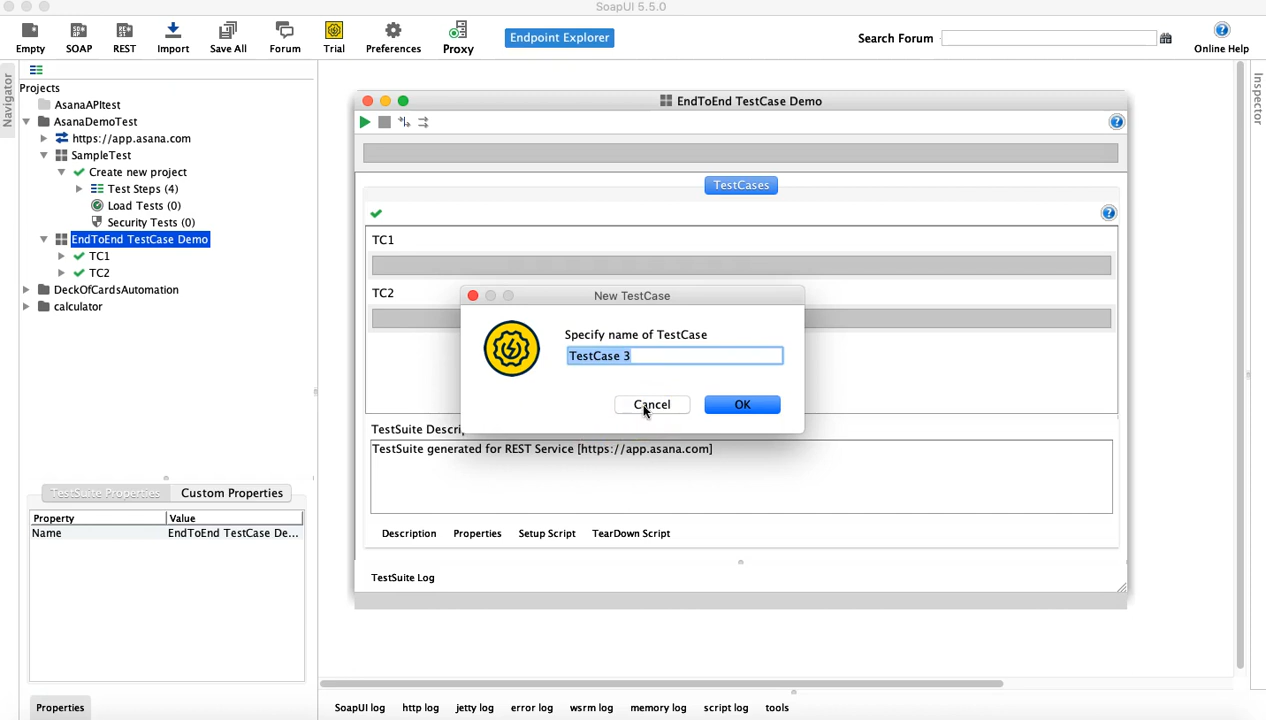 SoapUI 5.5.0
Empty SOAP REST Import Save All Forum Trial Preferences Proxy
Endpoint Explorer
Search Forum
Online Help
Navigator
Projects
AsanaAPItest
AsanaDemoTest
https://app.asana.com
SampleTest
Create new project
Test Steps (4)
Load Tests (0)
Security Tests (0)
EndToEnd TestCase Demo
TC1
TC2
DeckOfCardsAutomation
calculator
EndToEnd TestCase Demo
TestCases
TC1
TC2
New TestCase
Specify name of TestCase
TestCase 3
Cancel OK
TestSuite Descrip
TestSuite generated for REST Service [https://app.asana.com]
Description Properties Setup Script TearDown Script
TestSuite Log
Inspector
TestSuite Properties Custom Properties
Property Value
Name EndToEnd TestCase De...
Properties
SoapUI log http log jetty log error log wsrm log memory log script log tools